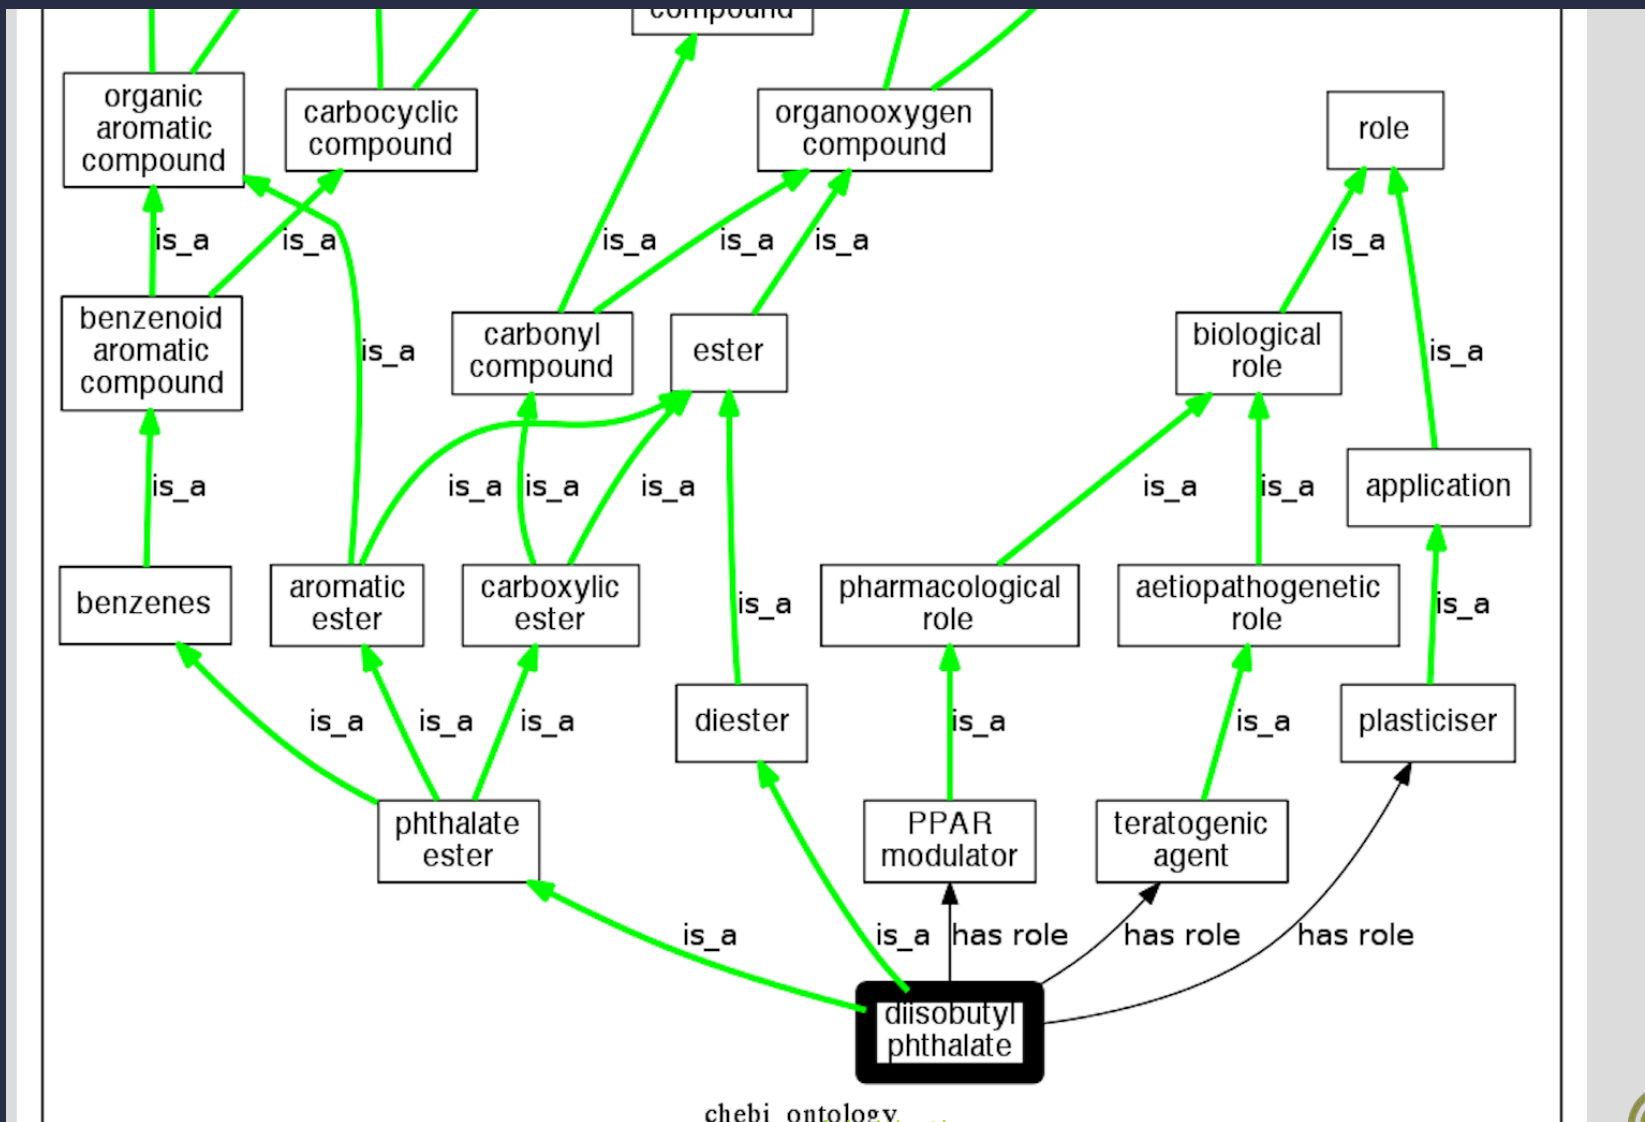 compound
organic
aromatic
compound
carbocyclic
compound
organooxygen
compound
role
is_a
is_a
is_a
is_a
is_a
is_a
benzenoid
aromatic
compound
is_a
carbonyl
compound
ester
biological
role
is_a
is_a
is_a
is_a
is_a
is_a
is_a
application
benzenes
aromatic
ester
carboxylic
ester
is_a
pharmacological
role
aetiopathogenetic
role
is_a
is_a
is_a
is_a
diester
is_a
is_a
plasticiser
phthalate
ester
PPAR
modulator
teratogenic
agent
is_a
is_a
has role
has role
has role
diisobutyl
phthalate
chebi ontology